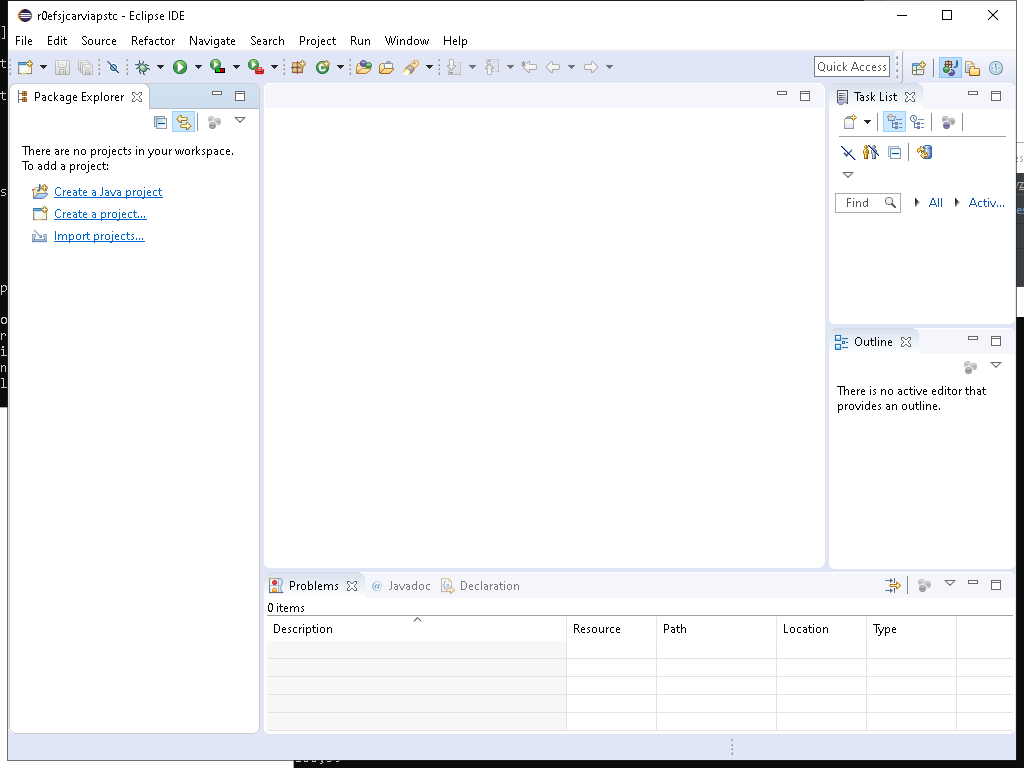 r0efsjcarviapstc - Eclipse IDE
File Edit Source Refactor Navigate Search Project Run Window Help
Quick Access
Package Explorer
There are no projects in your workspace.
To add a project:
Create a Java project
Create a project...
Import projects...
Task List
Find All Activ...
Outline
There is no active editor that
provides an outline.
Problems @ Javadoc Declaration
0 items
Description Resource Path Location Type